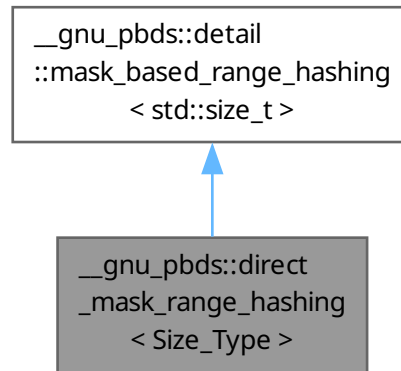 __gnu_pbds::detail
::mask_based_range_hashing
< std::size_t >
__gnu_pbds::direct
_mask_range_hashing
< Size_Type >